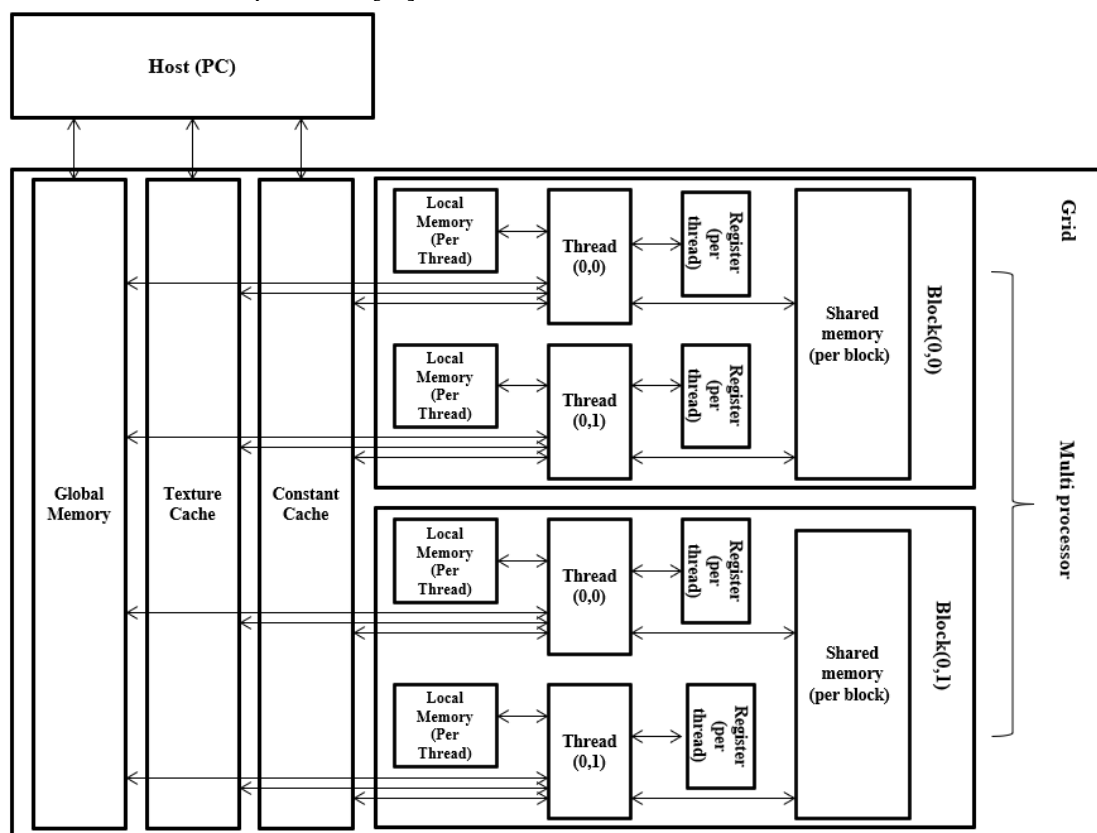 Host (PC)
Grid
Local
Memory
(Per
Thread)
Thread
(0,0)
Register
(per
thread)
Shared
memory
(per block)
Block(0,0)
Local
Memory
(Per
Thread)
Thread
(0,1)
Register
(per
thread)
Global
Memory
Texture
Cache
Constant
Cache
Multi processor
Local
Memory
(Per
Thread)
Thread
(0,0)
Register
(per
thread)
Shared
memory
(per block)
Block(0,1)
Local
Memory
(Per
Thread)
Thread
(0,1)
Register
(per
thread)